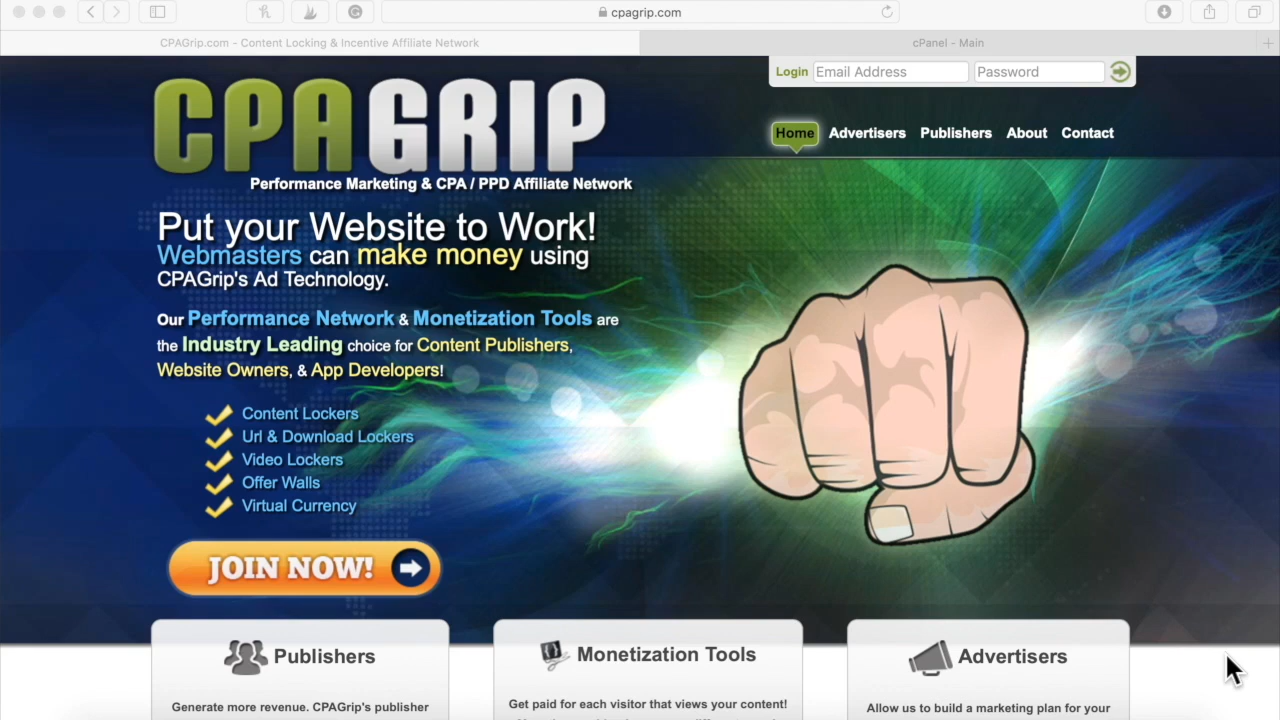 cpagrip.com
CPAGrip.com - Content Locking & Incentive Affiliate Network
cPanel - Main
Login Email Address Password
CPAGRIP
Performance Marketing & CPA / PPD Affiliate Network
Home Advertisers Publishers About Contact
Put your Website to Work!
Webmasters can make money using
CPAGrip's Ad Technology.
Our Performance Network & Monetization Tools are
the Industry Leading choice for Content Publishers,
Website Owners, & App Developers!
Content Lockers
Url & Download Lockers
Video Lockers
Offer Walls
Virtual Currency
JOIN NOW!
Publishers
Generate more revenue. CPAGrip's publisher
Monetization Tools
Get paid for each visitor that views your content!
Advertisers
Allow us to build a marketing plan for your